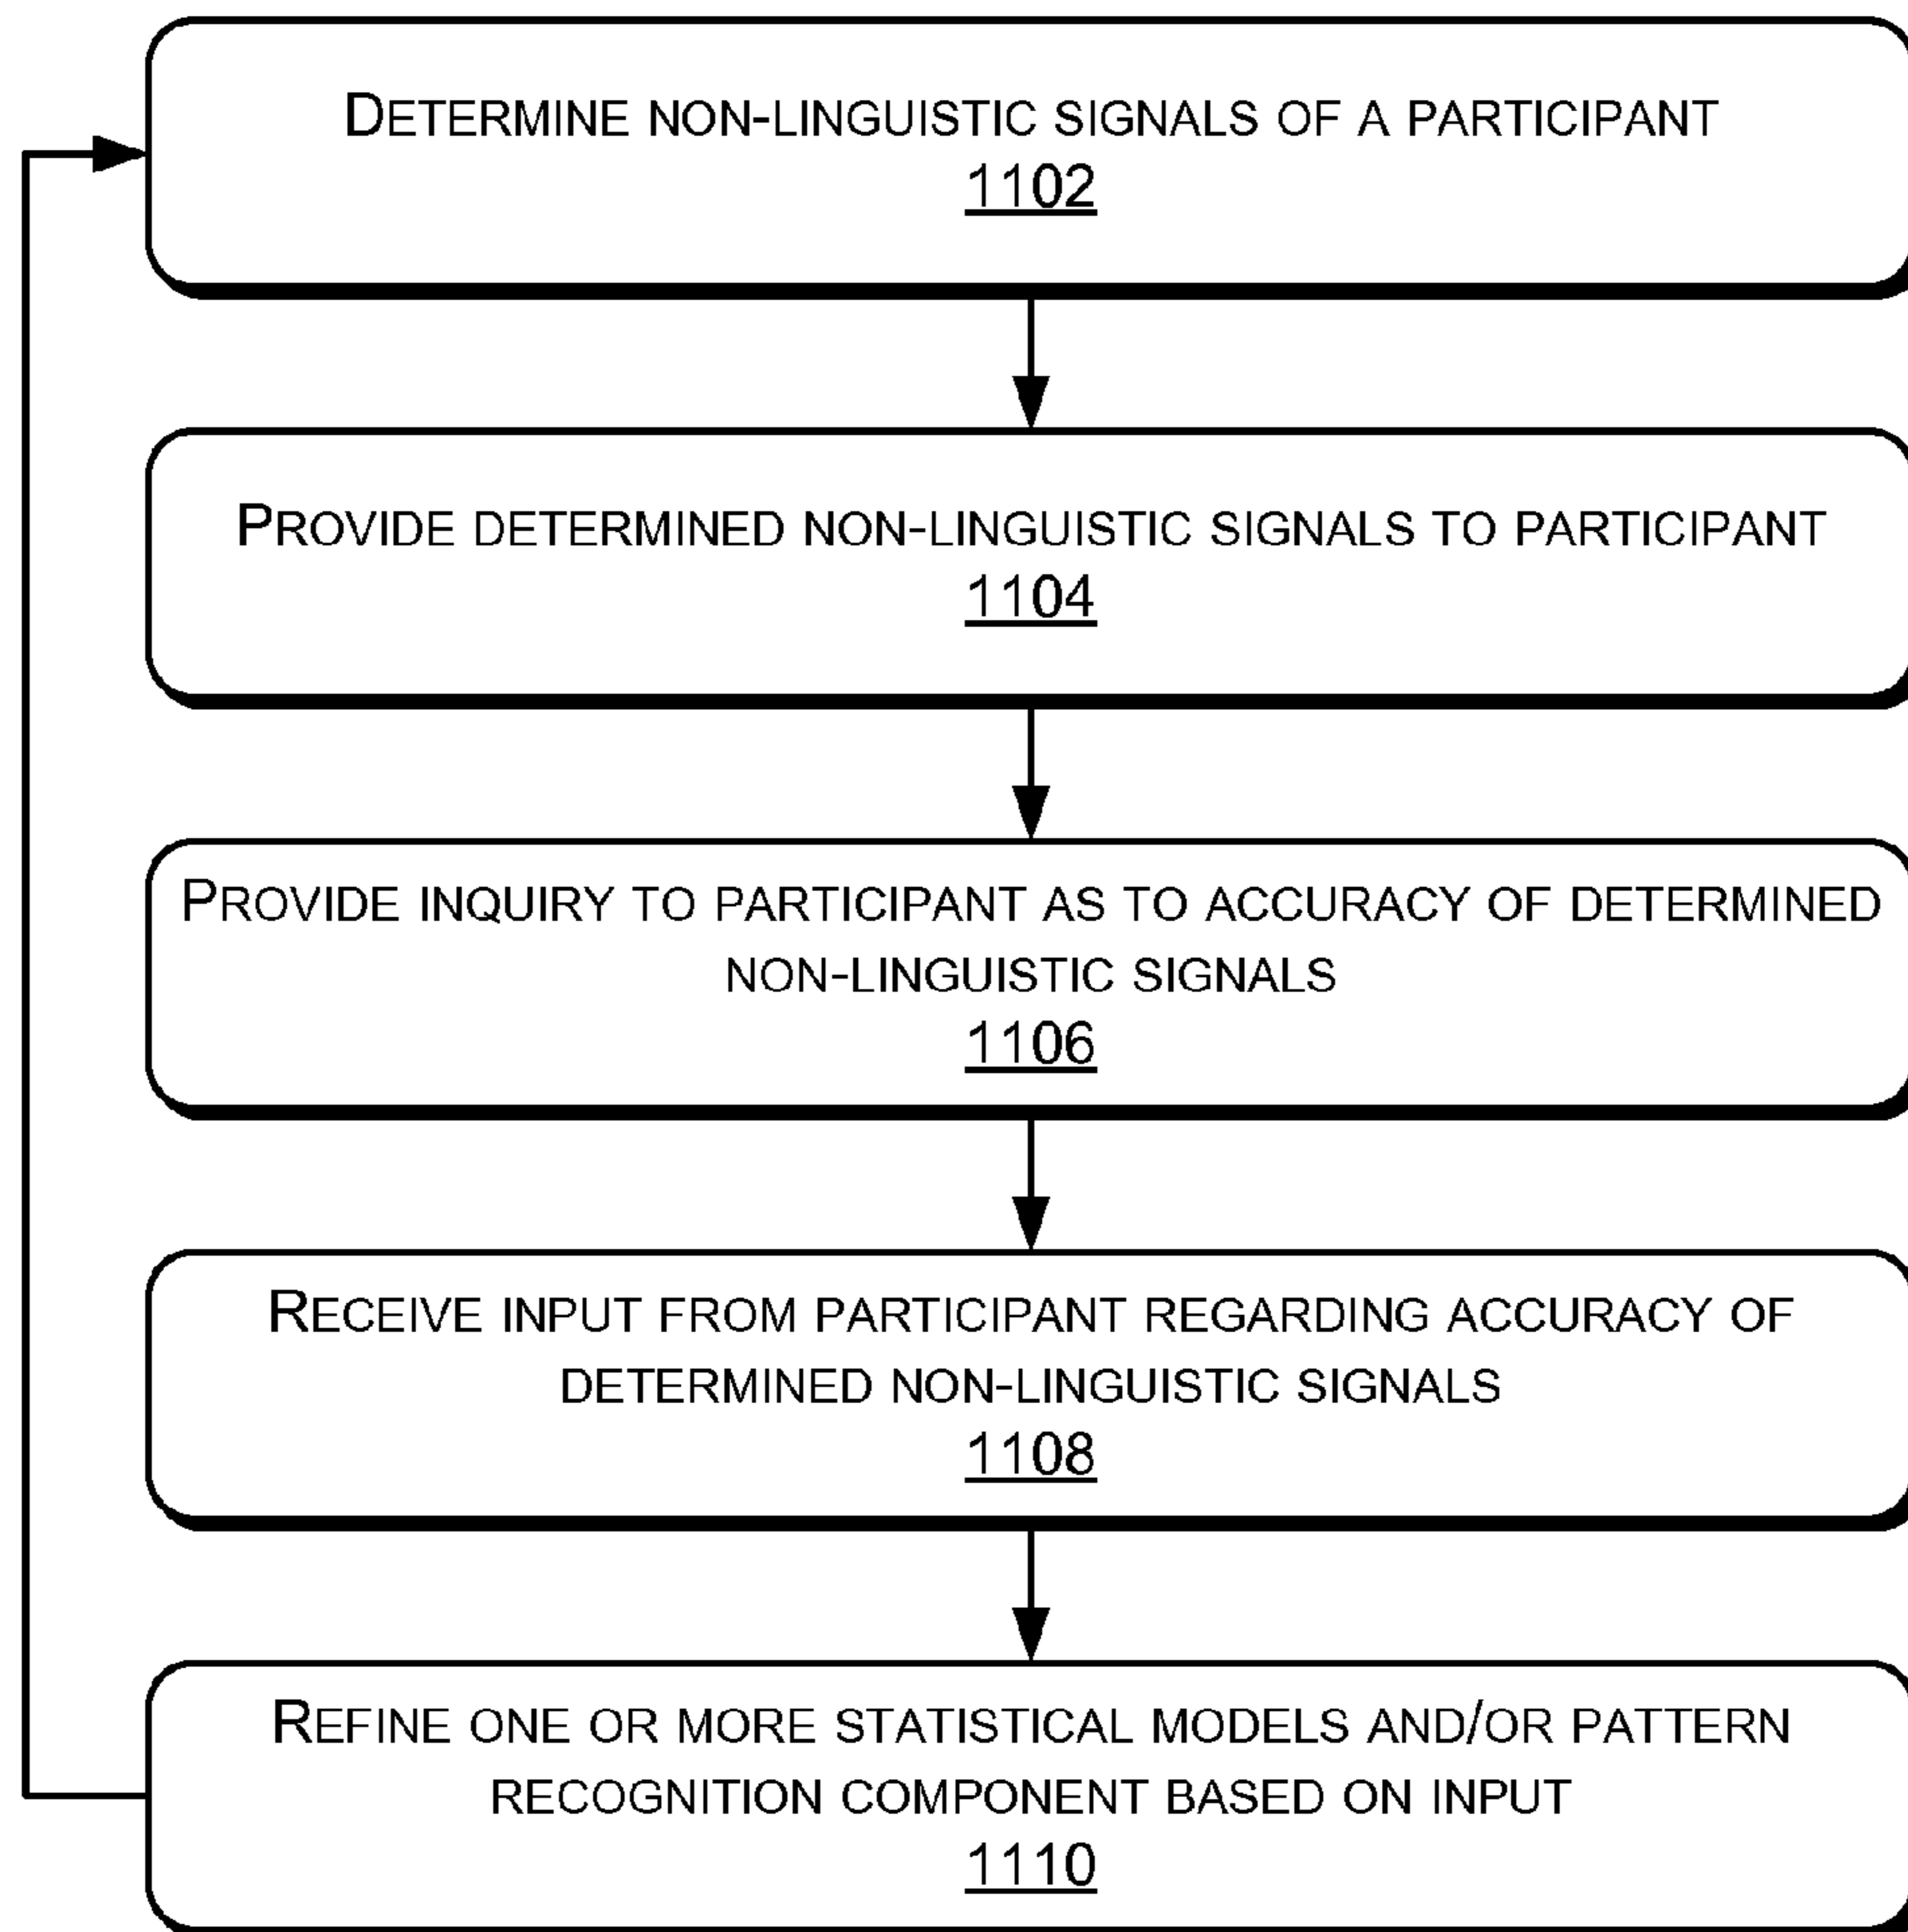 DETERMINE NON-LINGUISTIC SIGNALS OF A PARTICIPANT
1102
PROVIDE DETERMINED NON-LINGUISTIC SIGNALS TO PARTICIPANT
1104
PROVIDE INQUIRY TO PARTICIPANT AS TO ACCURACY OF DETERMINED
NON-LINGUISTIC SIGNALS
1106
RECEIVE INPUT FROM PARTICIPANT REGARDING ACCURACY OF
DETERMINED NON-LINGUISTIC SIGNALS
1108
REFINE ONE OR MORE STATISTICAL MODELS AND/OR PATTERN
RECOGNITION COMPONENT BASED ON INPUT
1110